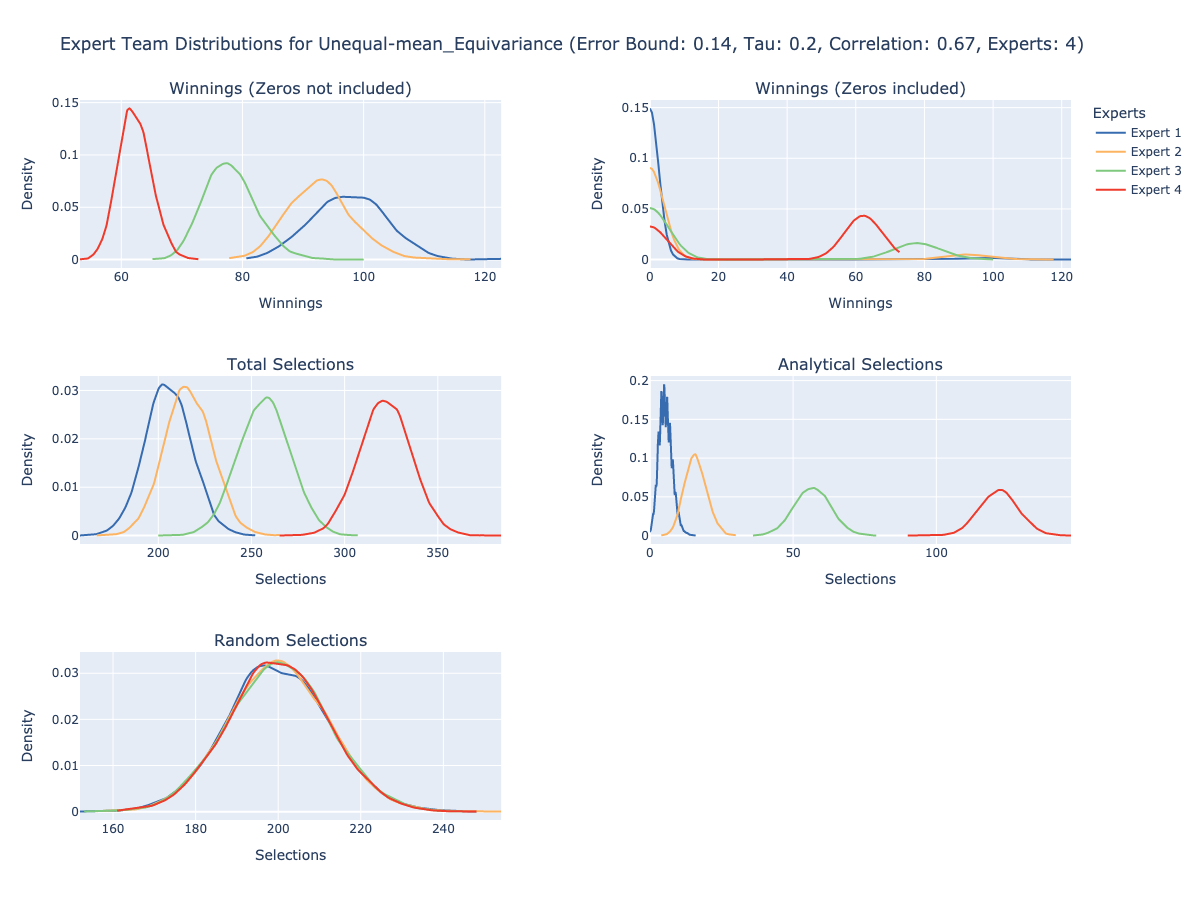 Expert Team Distributions for Unequal-mean_Equivariance (Error Bound: 0.14, Tau: 0.2, Correlation: 0.67, Experts: 4)
Winnings (Zeros not included)
0.15
0.1
0.05
0
Density
60 80 100 120
Winnings
Winnings (Zeros included)
0.15
0.1
0.05
0
Density
0 20 40 60 80 100 120
Winnings
Experts
Expert 1
Expert 2
Expert 3
Expert 4
Total Selections
0.03
0.02
0.01
0
Density
200 250 300 350
Selections
Analytical Selections
0.2
0.15
0.1
0.05
0
Density
0 50 100
Selections
Random Selections
0.03
0.02
0.01
0
Density
160 180 200 220 240
Selections